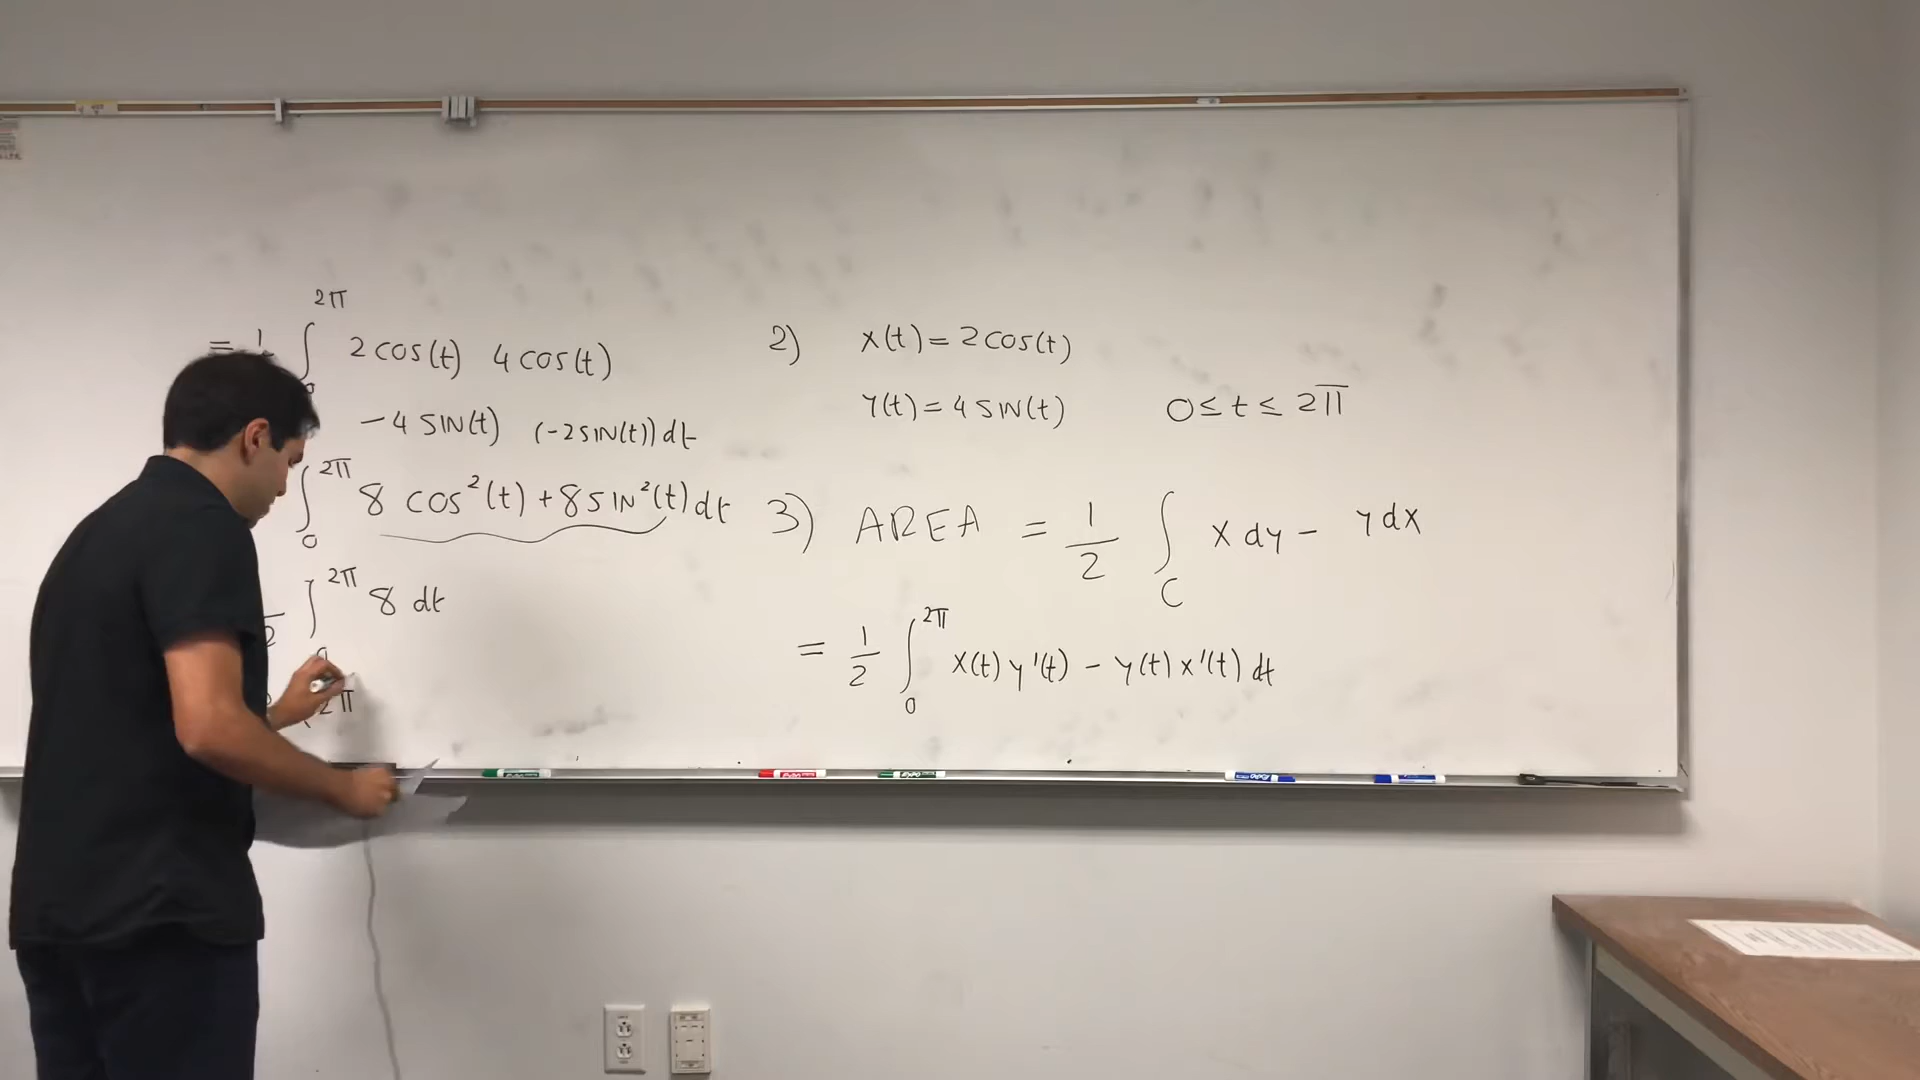 2π
= 1 ∫ 2cos(t) 4cos(t)
0
−4 SIN(t) (−2SIN(t)) dt
∫₀^2π 8 cos²(t) + 8 SIN²(t) dt
2 ∫^2π 8 dt
2π
2) x(t) = 2cos(t)
y(t) = 4 SIN(t) 0 ≤ t ≤ 2π
3) AREA = 1/2 ∫_C x dy − y dx
= 1/2 ∫₀^2π x(t) y'(t) − y(t) x'(t) dt
EXPO
EXPO